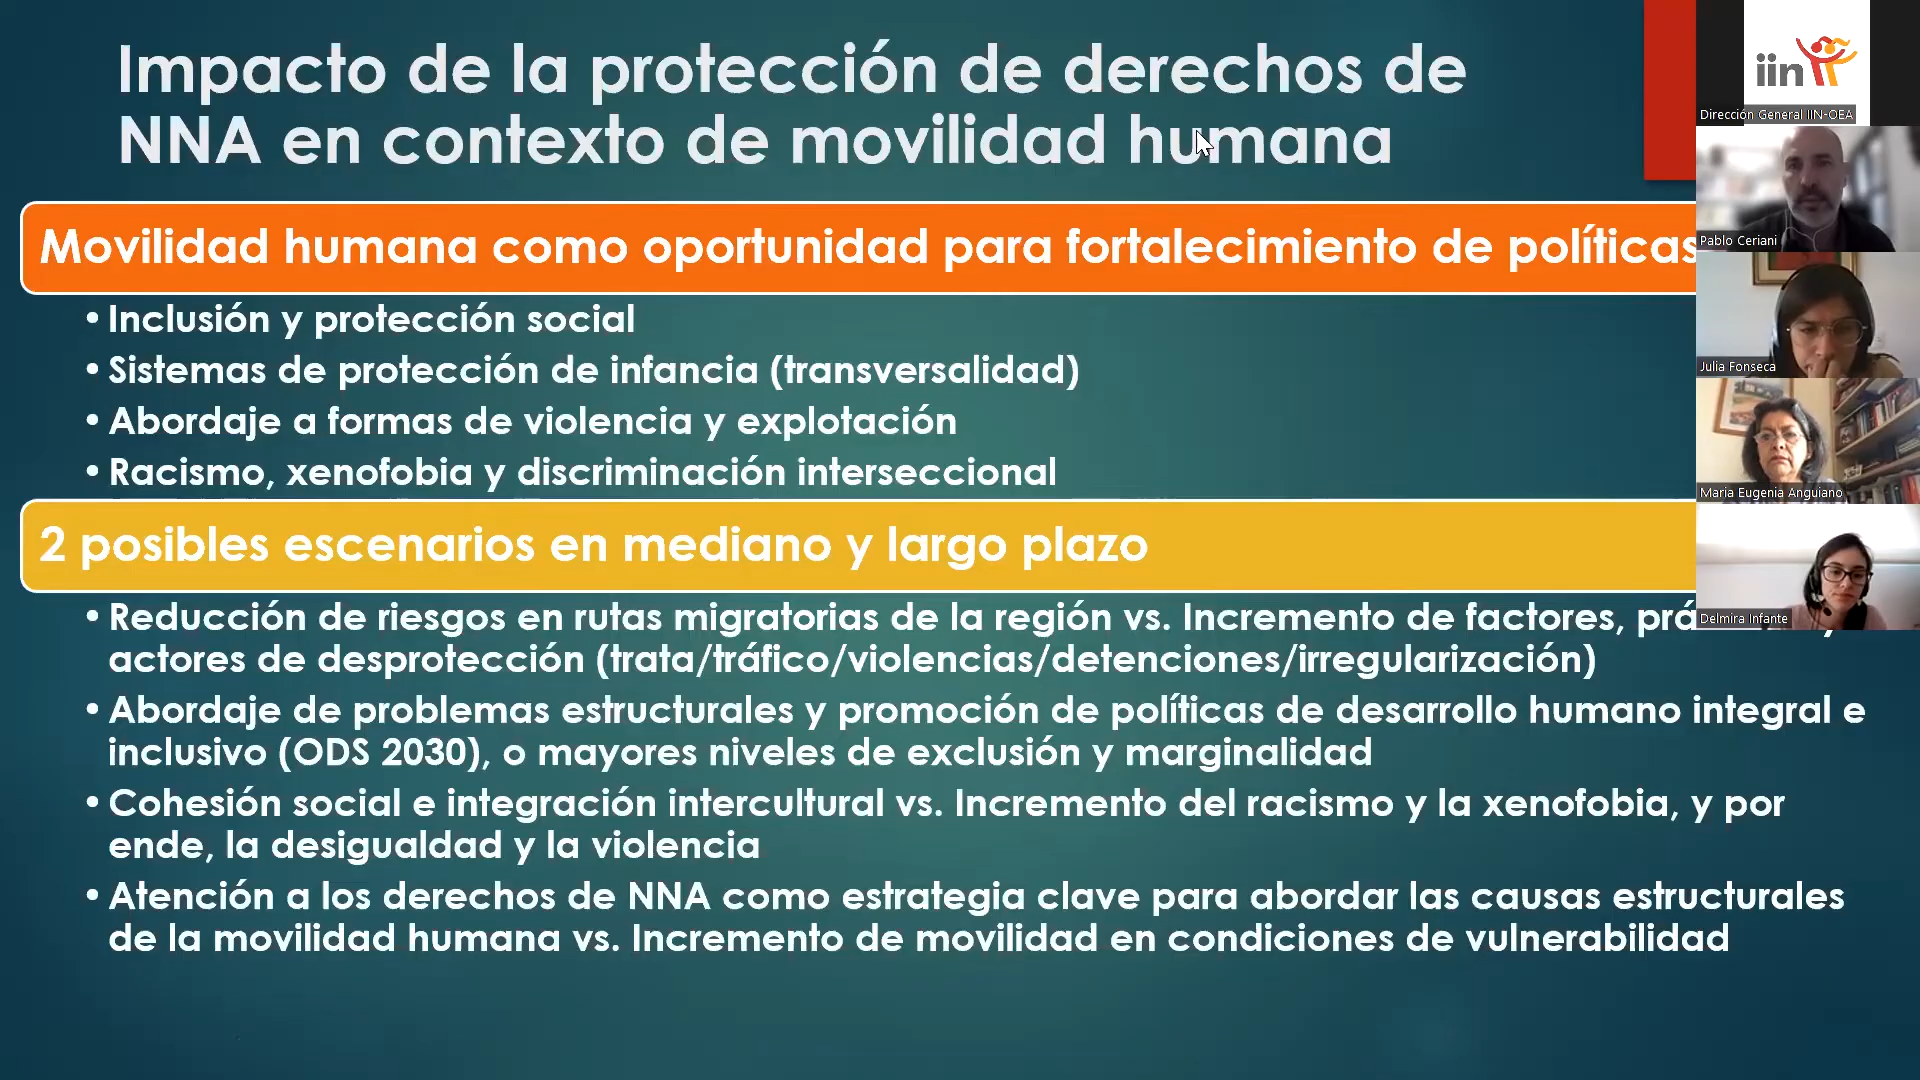 Impacto de la protección de derechos de
NNA en contexto de movilidad humana
Movilidad humana como oportunidad para fortalecimiento de políticas
• Inclusión y protección social
• Sistemas de protección de infancia (transversalidad)
• Abordaje a formas de violencia y explotación
• Racismo, xenofobia y discriminación interseccional
2 posibles escenarios en mediano y largo plazo
• Reducción de riesgos en rutas migratorias de la región vs. Incremento de factores,
actores de desprotección (trata/tráfico/violencias/detenciones/irregularización)
• Abordaje de problemas estructurales y promoción de políticas de desarrollo humano integral e
inclusivo (ODS 2030), o mayores niveles de exclusión y marginalidad
• Cohesión social e integración intercultural vs. Incremento del racismo y la xenofobia, y por
ende, la desigualdad y la violencia
• Atención a los derechos de NNA como estrategia clave para abordar las causas estructurales
de la movilidad humana vs. Incremento de movilidad en condiciones de vulnerabilidad
iin
Dirección General IIN-OEA
Pablo Ceriani
Julia Fonseca
Maria Eugenia Anguiano
Delmira Infante